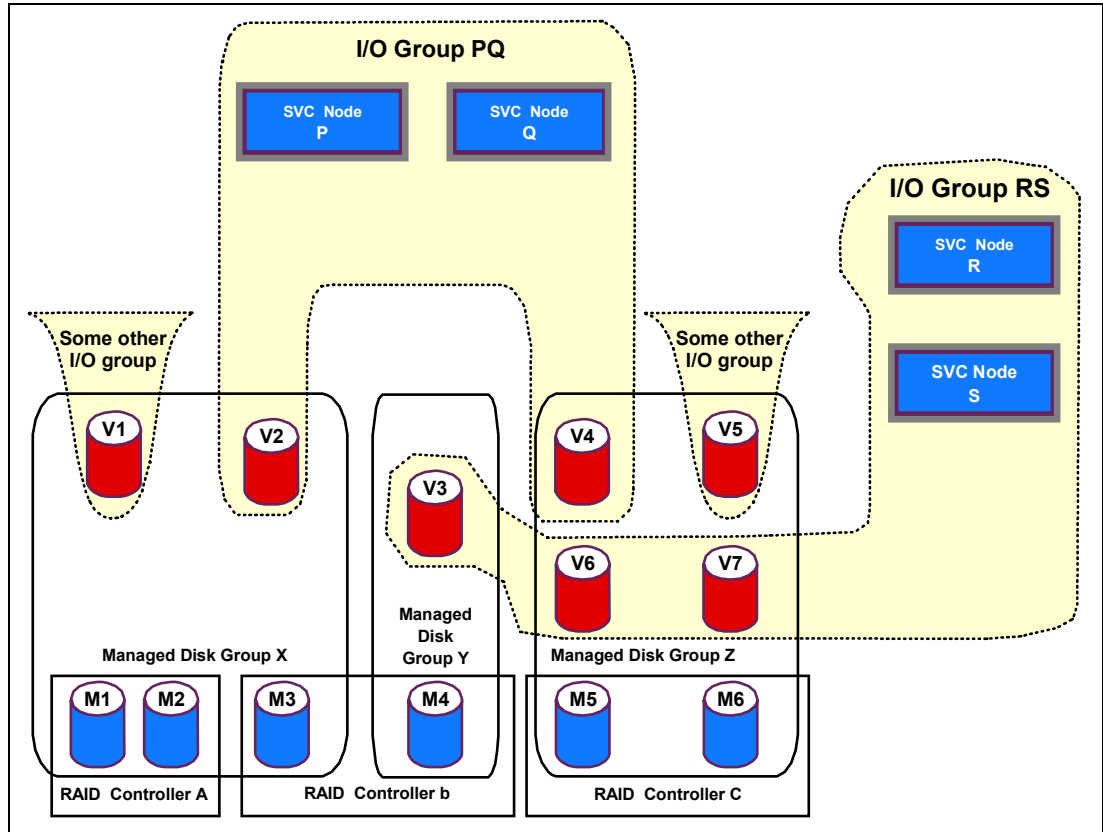 I/O Group PQ
SVC Node
P
SVC Node
Q
I/O Group RS
SVC Node
R
SVC Node
S
Some other
I/O group
Some other
I/O group
V1
V2
V3
V4
V5
V6
V7
Managed Disk Group X
Managed
Disk
Group Y
Managed Disk Group Z
M1
M2
M3
M4
M5
M6
RAID Controller A
RAID Controller b
RAID Controller C